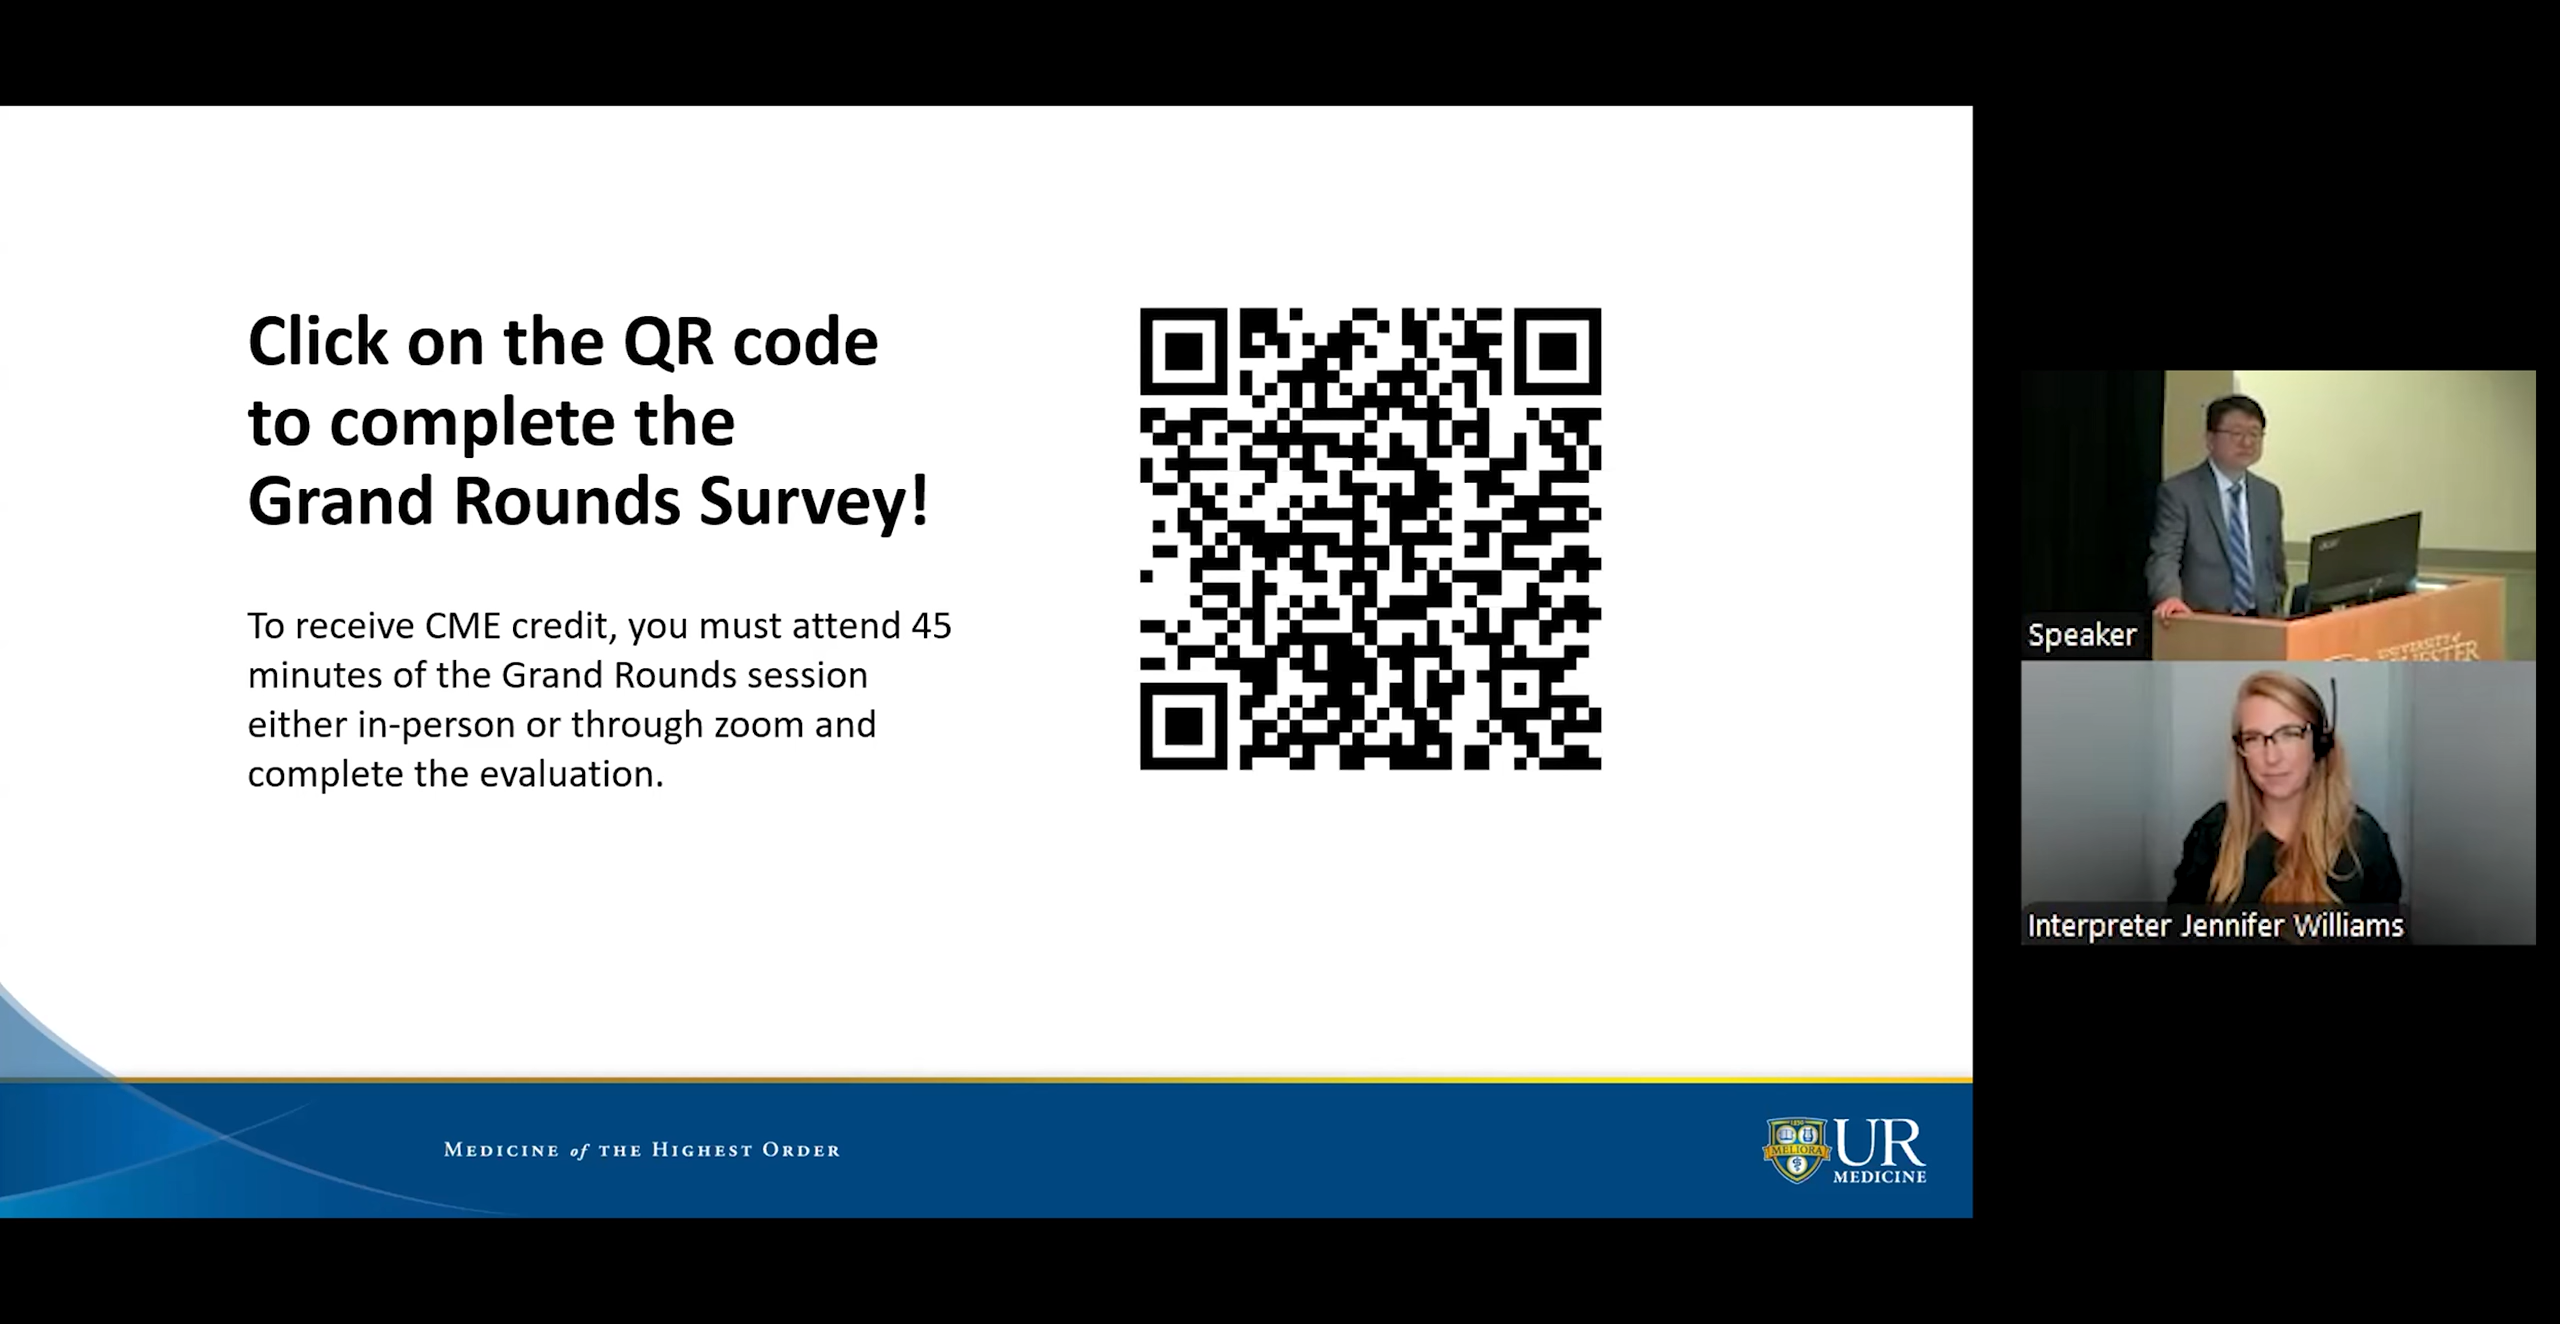 Click on the QR code
to complete the
Grand Rounds Survey!
To receive CME credit, you must attend 45
minutes of the Grand Rounds session
either in-person or through zoom and
complete the evaluation.
MEDICINE of THE HIGHEST ORDER
MELIORA
UR
MEDICINE
Speaker
Interpreter Jennifer Williams